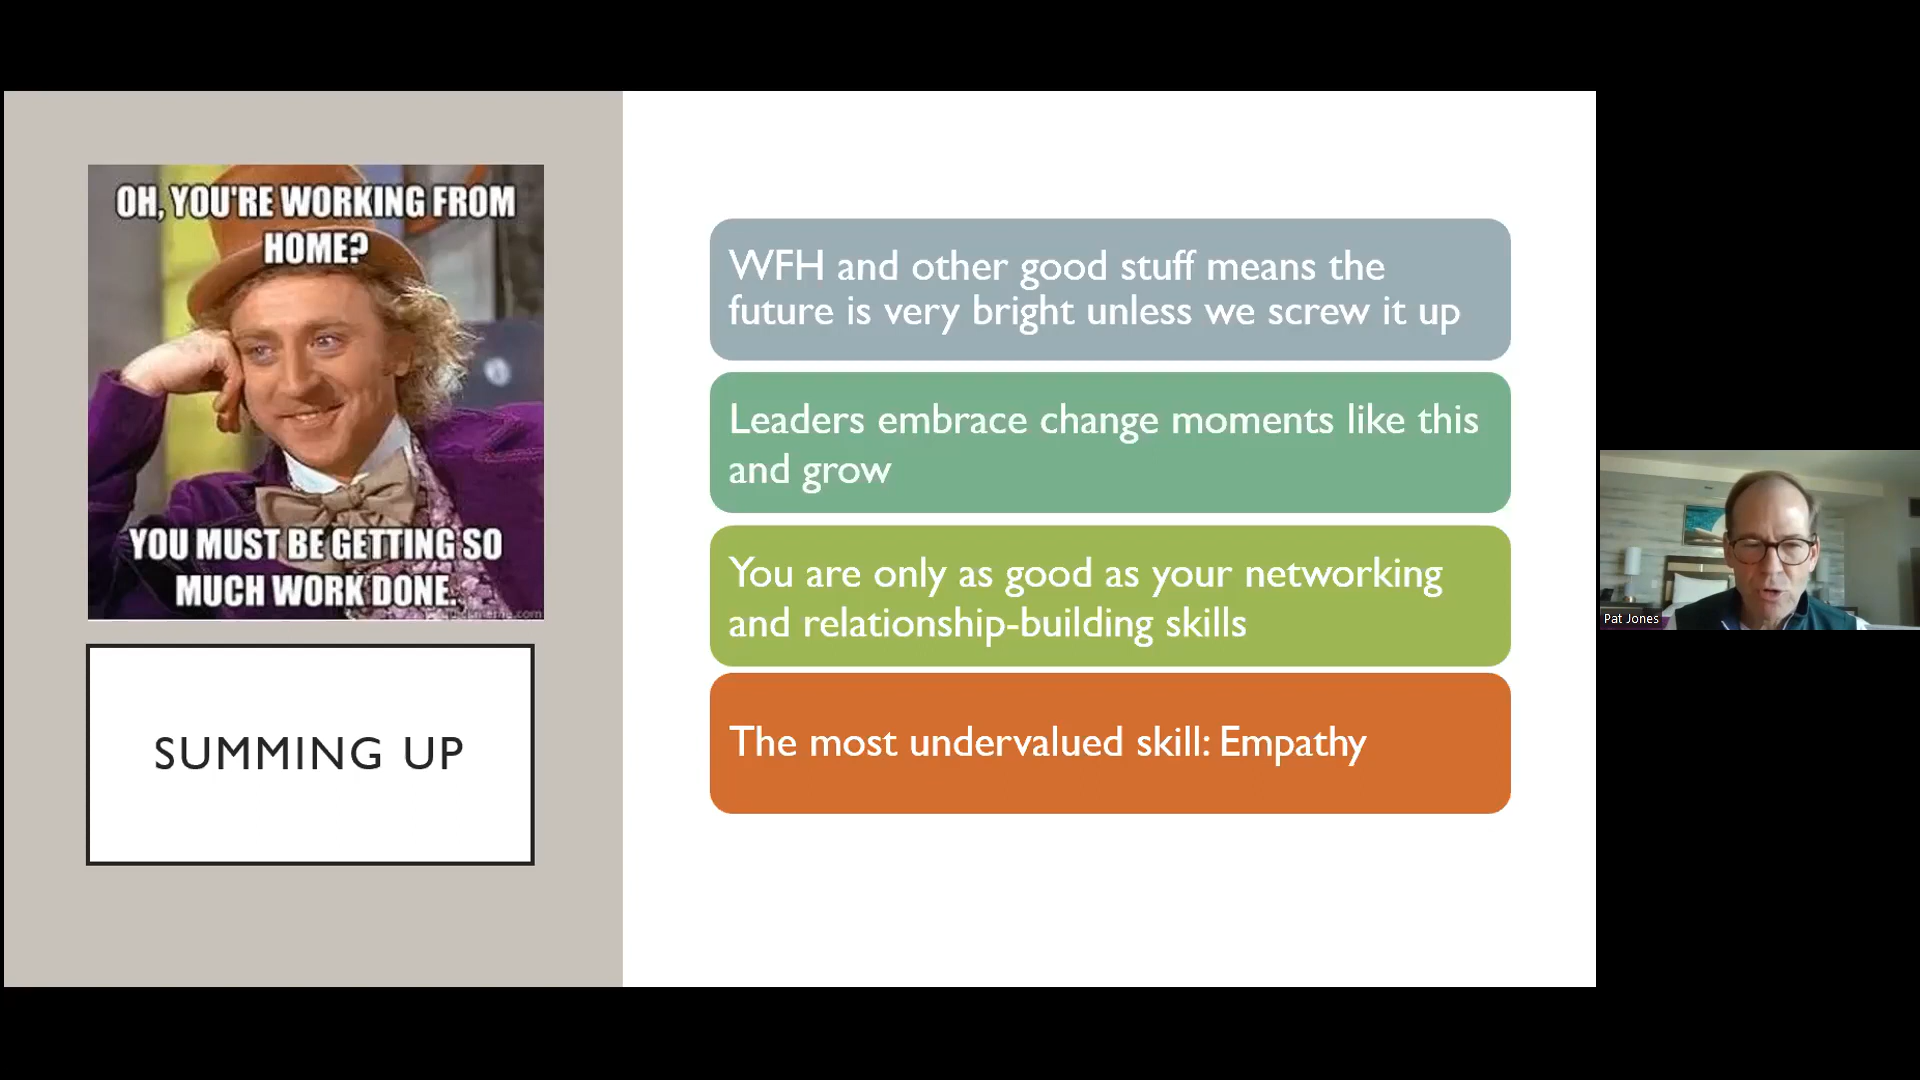 OH, YOU'RE WORKING FROM
HOME?
YOU MUST BE GETTING SO
MUCH WORK DONE.
SUMMING UP
WFH and other good stuff means the
future is very bright unless we screw it up
Leaders embrace change moments like this
and grow
You are only as good as your networking
and relationship-building skills
The most undervalued skill: Empathy
Pat Jones